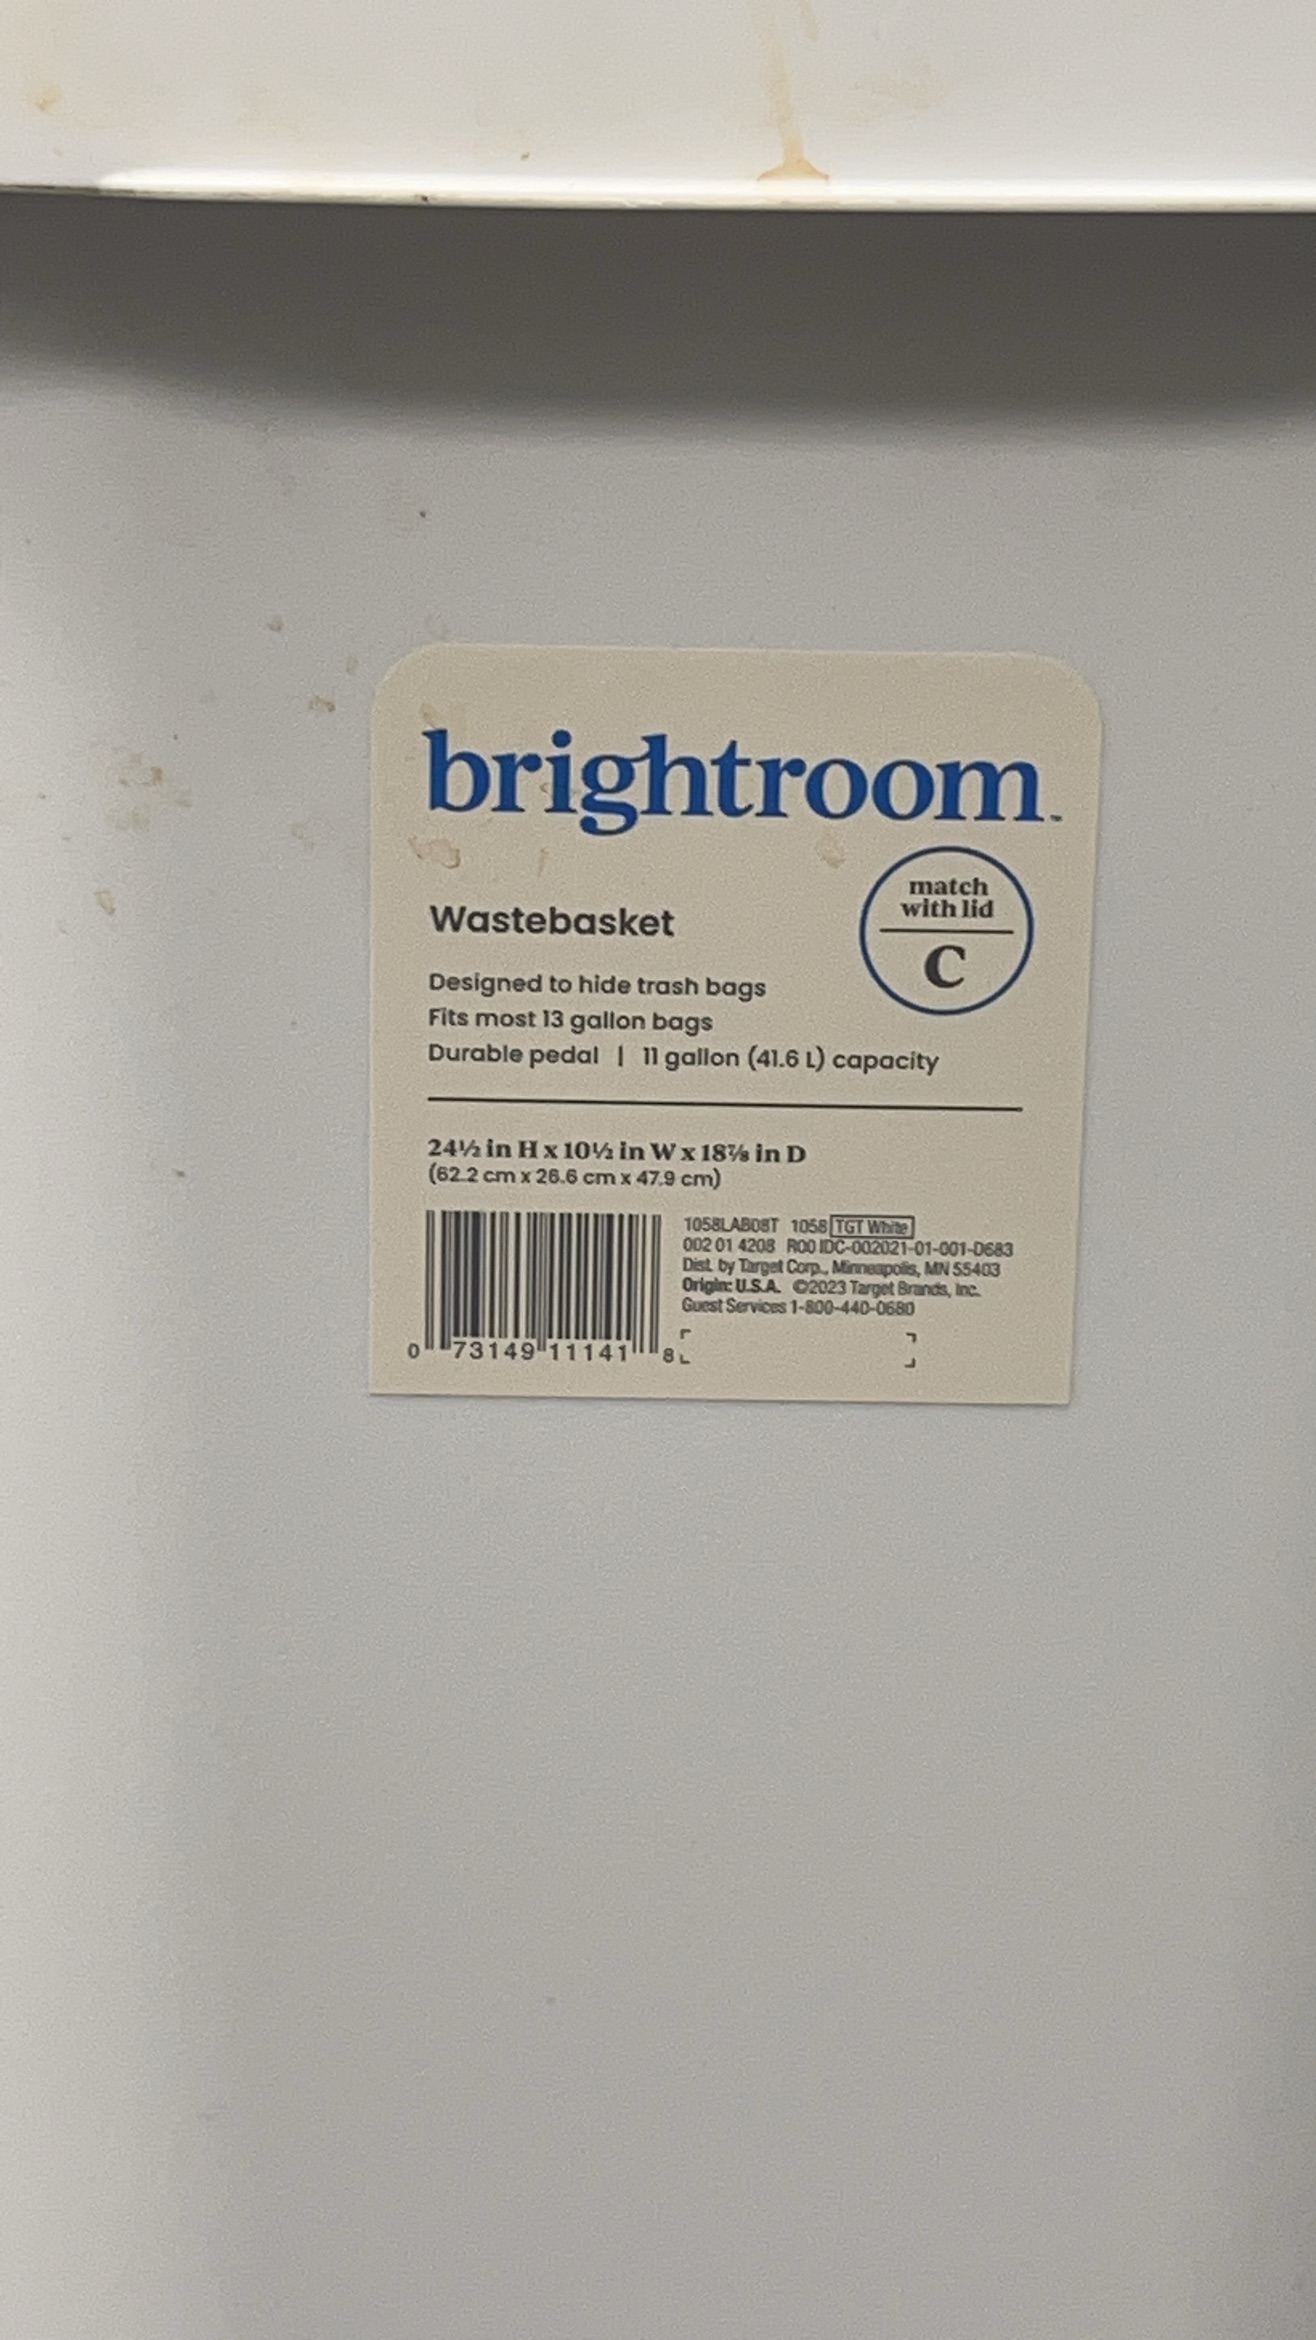 brightroom™
match
with lid
C
Wastebasket
Designed to hide trash bags
Fits most 13 gallon bags
Durable pedal | 11 gallon (41.6 L) capacity
24½ in H x 10½ in W x 18⅞ in D
(62.2 cm x 26.6 cm x 47.9 cm)
1058LAB08T 1058 TGT White
002 01 4208 R00 IDC-002021-01-001-D683
Dist. by Target Corp., Minneapolis, MN 55403
Origin: U.S.A. ©2023 Target Brands, Inc.
Guest Services 1-800-440-0680
0 73149 11141 8